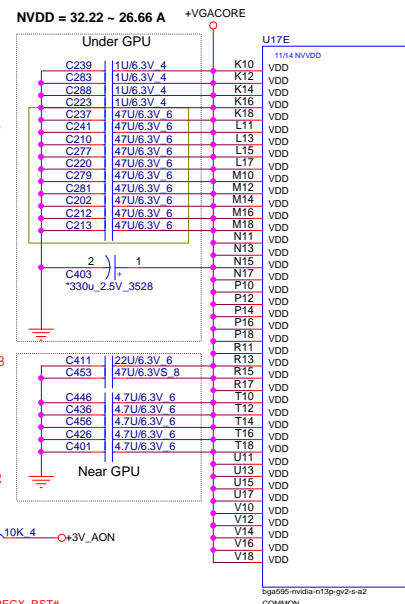 NVDD = 32.22 ~ 26.66 A
+VGACORE
Under GPU
U17E
11/14 NVVDD
C239 1U/6.3V_4 K10 VDD
C283 1U/6.3V_4 K12 VDD
C288 1U/6.3V_4 K14 VDD
C223 1U/6.3V_4 K16 VDD
C237 47U/6.3V_6 K18 VDD
C241 47U/6.3V_6 L11 VDD
C210 47U/6.3V_6 L13 VDD
C277 47U/6.3V_6 L15 VDD
C220 47U/6.3V_6 L17 VDD
C279 47U/6.3V_6 M10 VDD
C281 47U/6.3V_6 M12 VDD
C202 47U/6.3V_6 M14 VDD
C212 47U/6.3V_6 M16 VDD
C213 47U/6.3V_6 M18 VDD
N11 VDD
N13 VDD
2 1 N15 VDD
C403 + N17 VDD
*330u_2.5V_3528 P10 VDD
P12 VDD
P14 VDD
P16 VDD
P18 VDD
R11 VDD
C411 22U/6.3V_6 R13 VDD
C453 47U/6.3VS_8 R15 VDD
R17 VDD
C446 4.7U/6.3V_6 T10 VDD
C436 4.7U/6.3V_6 T12 VDD
C456 4.7U/6.3V_6 T14 VDD
C426 4.7U/6.3V_6 T16 VDD
C401 4.7U/6.3V_6 T18 VDD
U11 VDD
Near GPU U13 VDD
U15 VDD
U17 VDD
V10 VDD
V12 VDD
10K_4 +3V_AON V14 VDD
V16 VDD
V18 VDD
bga595-nvidia-n13p-gv2-s-a2
COMMON